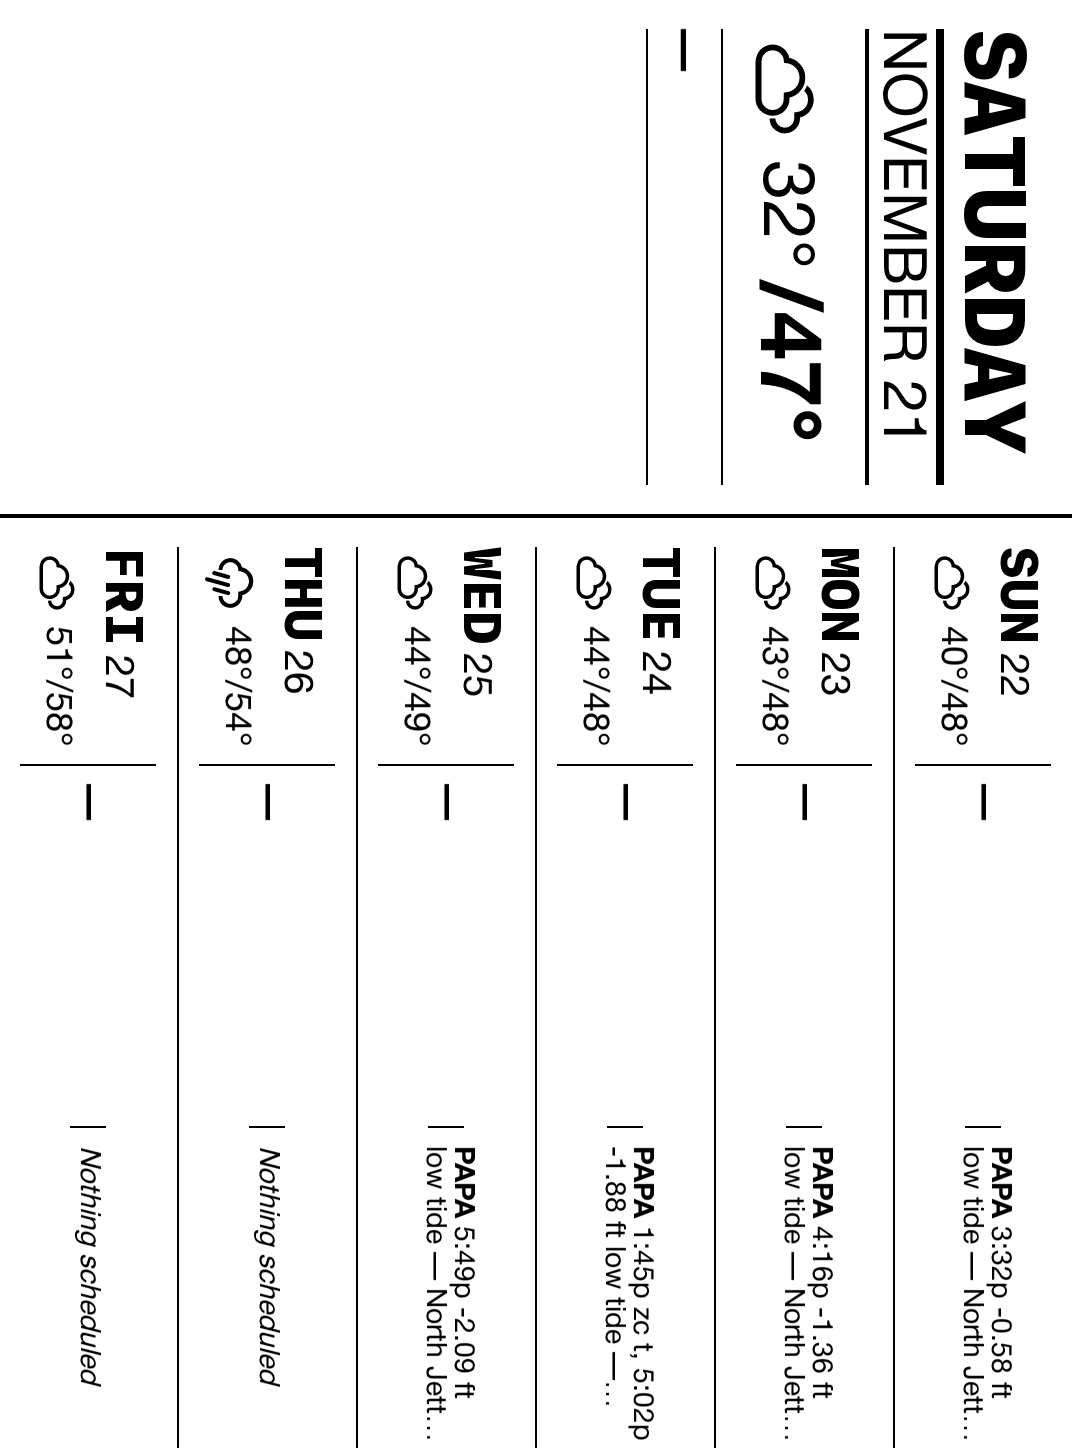 SATURDAY
NOVEMBER 21
32°/47°
—
SUN 22
40°/48°
—
PAPA 3:32p -0.58 ft
low tide — North Jett…
MON 23
43°/48°
—
PAPA 4:16p -1.36 ft
low tide — North Jett…
TUE 24
44°/48°
—
PAPA 1:45p zc t, 5:02p
-1.88 ft low tide —…
WED 25
44°/49°
—
PAPA 5:49p -2.09 ft
low tide — North Jett…
THU 26
48°/54°
—
Nothing scheduled
FRI 27
51°/58°
—
Nothing scheduled